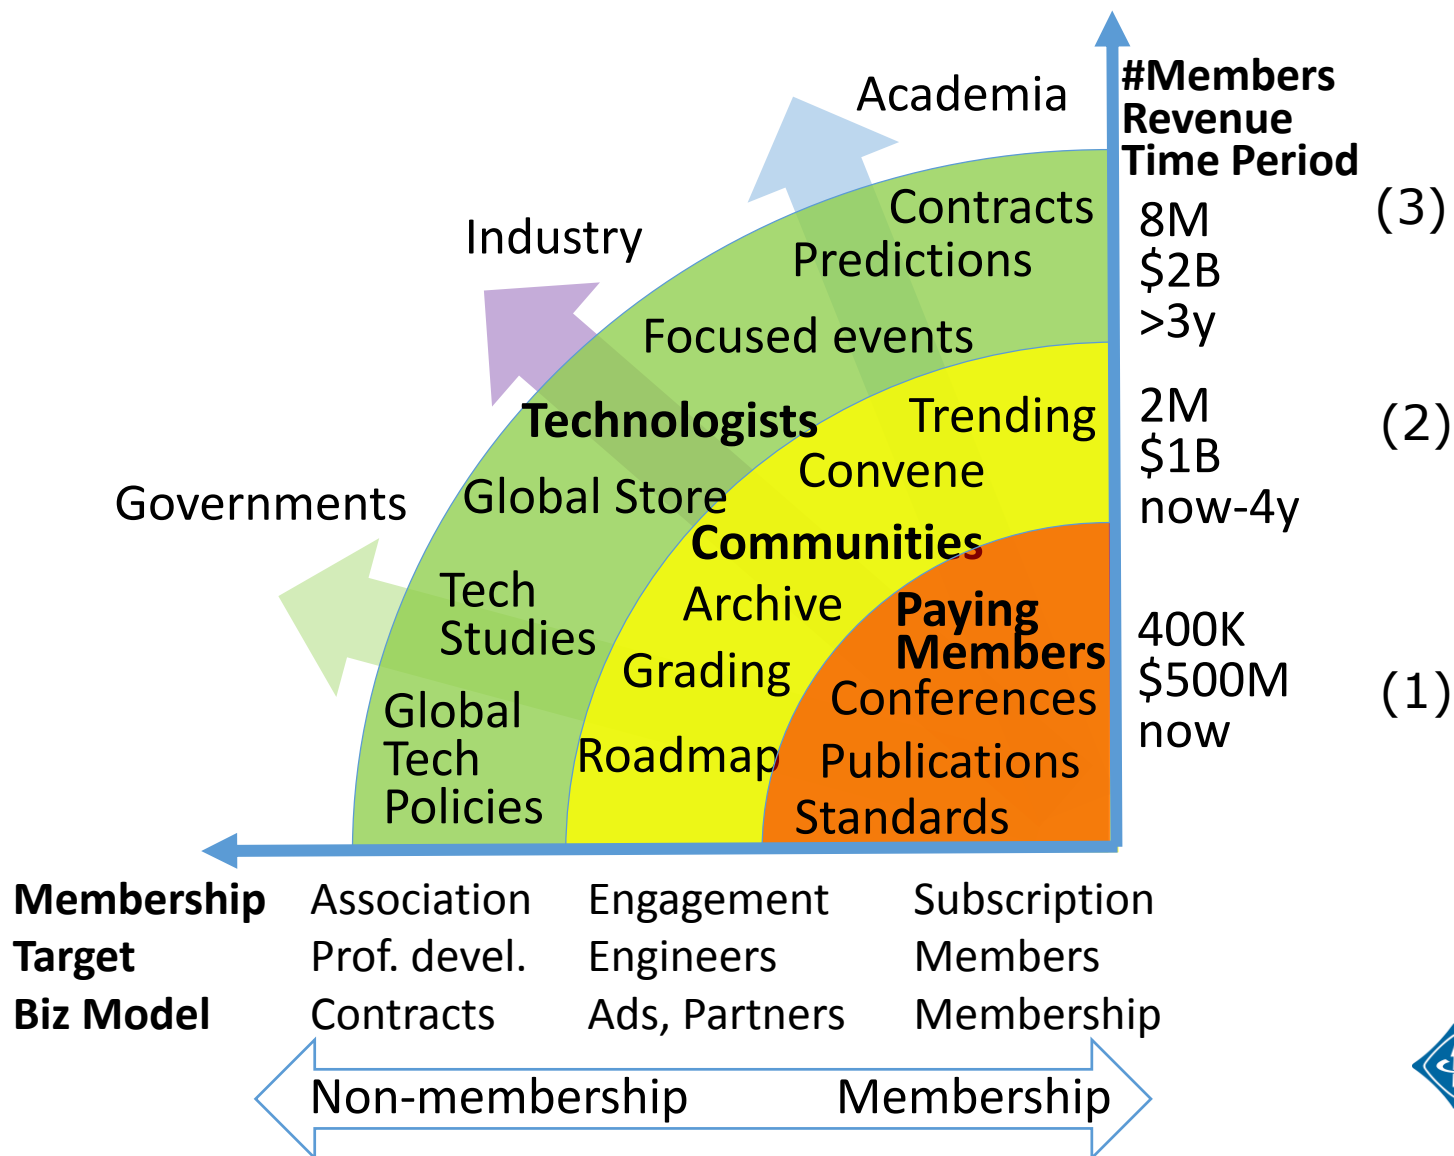 Academia
#Members
Revenue
Time Period
Contracts
8M
(3)
Industry
Predictions
$2B
>3y
Focused events
Technologists
Trending
2M
(2)
Convene
$1B
Governments
Global Store
now-4y
Communities
Tech
Studies
Archive
Paying
Members
400K
Grading
Conferences
$500M
(1)
Global
Tech
Policies
Roadmap
Publications
now
Standards
Membership Association Engagement Subscription
Target Prof. devel. Engineers Members
Biz Model Contracts Ads, Partners Membership
Non-membership Membership